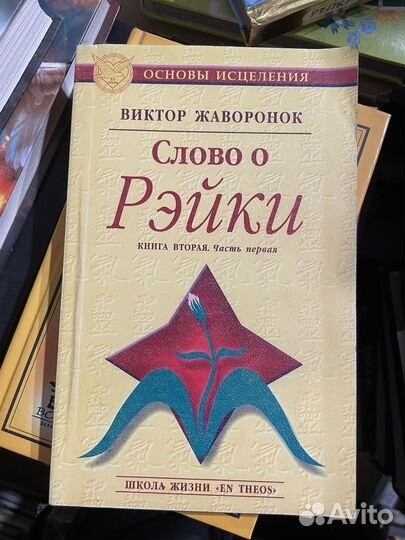 ОСНОВЫ ИСЦЕЛЕНИЯ
ВИКТОР ЖАВОРОНОК
СЛОВО О
РЭЙКИ
КНИГА ВТОРАЯ. Часть первая
ШКОЛА ЖИЗНИ «EN THEOS»
Avito